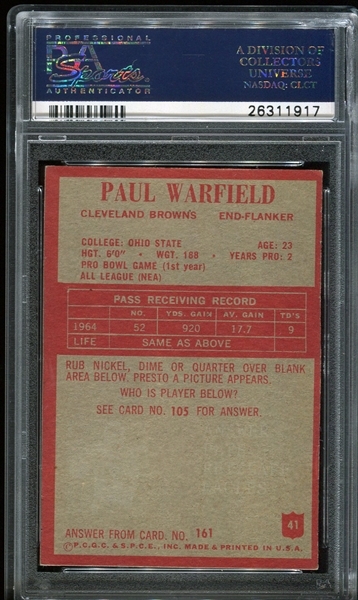 PROFESSIONAL
PSA
Sports
AUTHENTICATOR
A DIVISION OF
COLLECTORS
UNIVERSE
NASDAQ: CLCT
26311917
PAUL WARFIELD
CLEVELAND BROWNS END-FLANKER
COLLEGE: OHIO STATE AGE: 23
HGT. 6'0" • WGT. 188 • YEARS PRO: 2
PRO BOWL GAME (1st year)
ALL LEAGUE (NEA)
PASS RECEIVING RECORD
NO. YDS. GAIN AV. GAIN TD'S
1964 52 920 17.7 9
LIFE SAME AS ABOVE
RUB NICKEL, DIME OR QUARTER OVER BLANK
AREA BELOW. PRESTO A PICTURE APPEARS.
WHO IS PLAYER BELOW?
SEE CARD NO. 105 FOR ANSWER.
41
ANSWER FROM CARD. NO. 161
©P.C.G.C. & S.P.C.E., INC. MADE & PRINTED IN U.S.A.